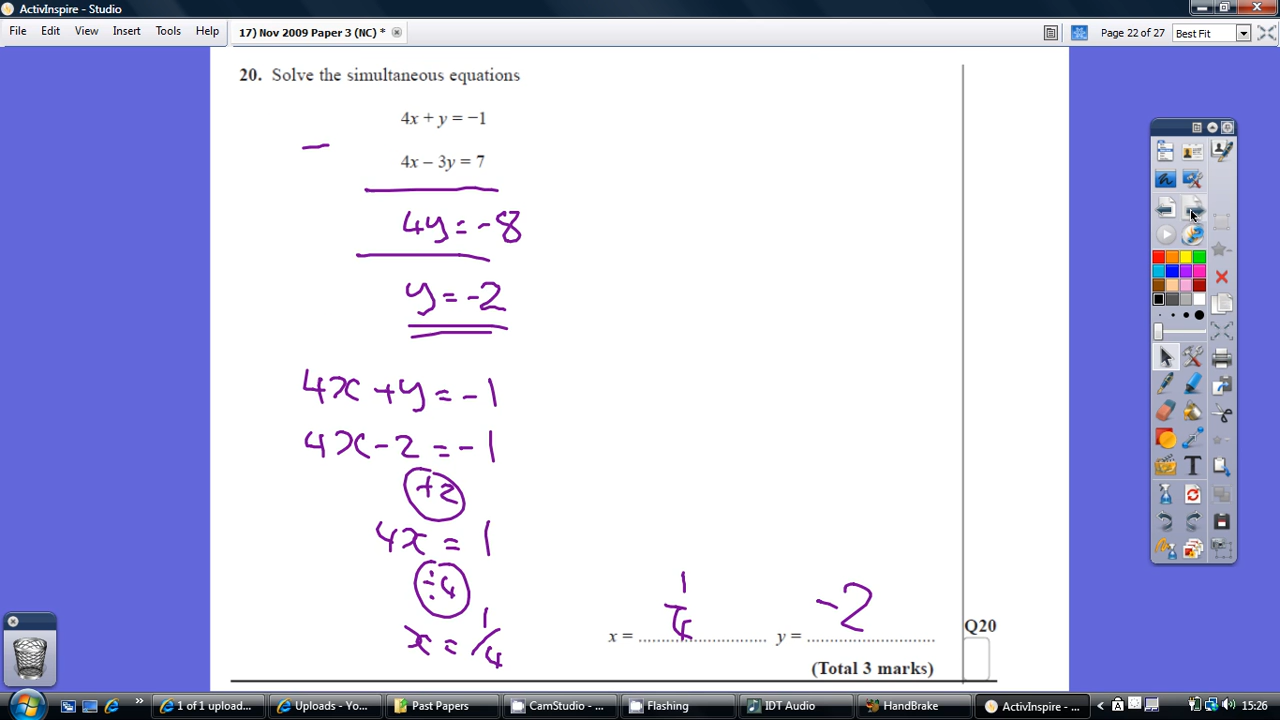 ActivInspire - Studio
File Edit View Insert Tools Help
17) Nov 2009 Paper 3 (NC) *
Page 22 of 27
Best Fit
20. Solve the simultaneous equations
4x + y = −1
−
4x − 3y = 7
4y = -8
y = -2
4x + y = -1
4x - 2 = -1
+2
4x = 1
÷4
x = 1/4
x = 1/4 y = -2
Q20
(Total 3 marks)
1 of 1 upload...
Uploads - Yo...
Past Papers
CamStudio - ...
Flashing
IDT Audio
HandBrake
ActivInspire - ...
15:26